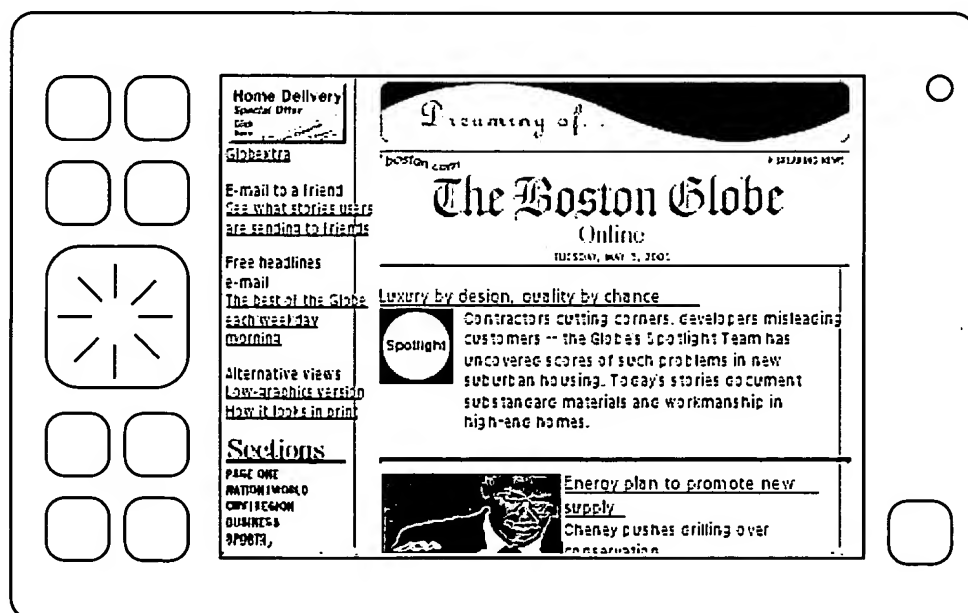 Home Delivery
Special Offer
Click
here
Globextra
E-mail to a friend
See what stories users
are sending to friends
Free headlines
e-mail
The best of the Globe
each weekday
morning
Alternative views
Low-graphics version
How it looks in print
Sections
PAGE ONE
NATION | WORLD
CITY | REGION
BUSINESS
SPORTS
Dreaming of...
boston.com
BREAKING NEWS
The Boston Globe
Online
TUESDAY, MAY 1, 2001
Luxury by design, quality by chance
Spotlight
Contractors cutting corners, developers misleading
customers -- the Globe's Spotlight Team has
uncovered scores of such problems in new
suburban housing. Today's stories document
substandard materials and workmanship in
high-end homes.
Energy plan to promote new
supply
Cheney pushes drilling over
conservation